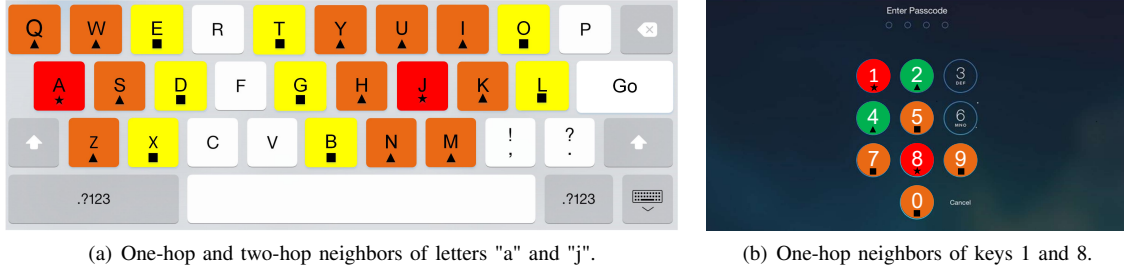 Q W E R T Y U I O P
A S D F G H J K L Go
Z X C V B N M ! , ? .
.?123 .?123
Enter Passcode
1 2 3 DEF
4 5 6 MNO
7 8 9
0 Cancel
(a) One-hop and two-hop neighbors of letters "a" and "j".
(b) One-hop neighbors of keys 1 and 8.